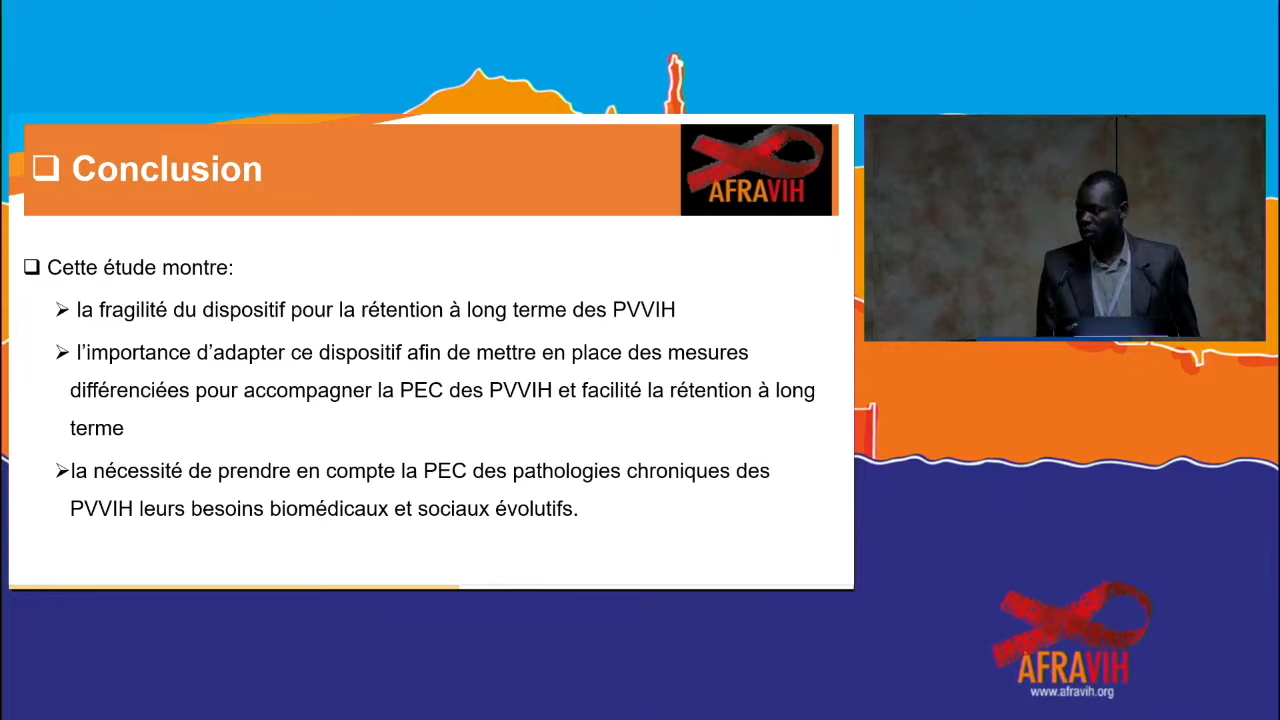 ❑ Conclusion
AFRAVIH
❑ Cette étude montre:
➢ la fragilité du dispositif pour la rétention à long terme des PVVIH
➢ l’importance d’adapter ce dispositif afin de mettre en place des mesures
différenciées pour accompagner la PEC des PVVIH et facilité la rétention à long
terme
➢la nécessité de prendre en compte la PEC des pathologies chroniques des
PVVIH leurs besoins biomédicaux et sociaux évolutifs.
AFRAVIH
www.afravih.org